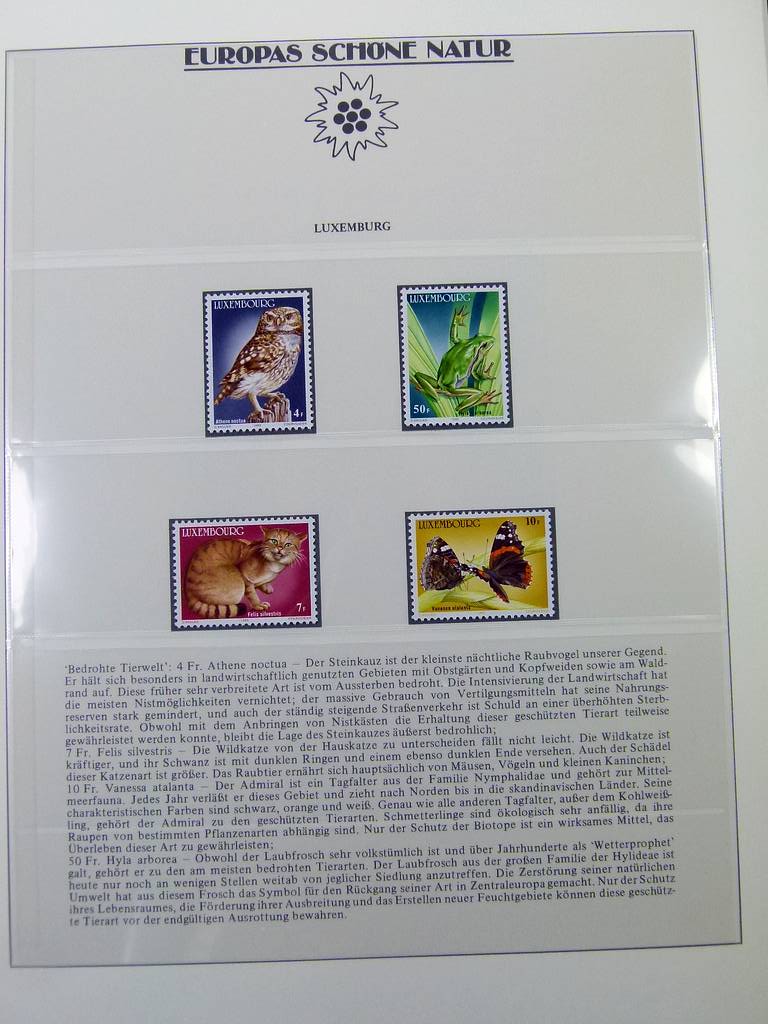 EUROPAS SCHÖNE NATUR
LUXEMBURG
LUXEMBOURG
4F
Athene noctua
LUXEMBOURG
50F
LUXEMBOURG
7F
Felis silvestris
LUXEMBOURG
10F
Vanessa atalanta
'Bedrohte Tierwelt': 4 Fr. Athene noctua – Der Steinkauz ist der kleinste nächtliche Raubvogel unserer Gegend.
Er hält sich besonders in landwirtschaftlich genutzten Gebieten mit Obstgärten und Kopfweiden sowie am Wald-
rand auf. Diese früher sehr verbreitete Art ist vom Aussterben bedroht. Die Intensivierung der Landwirtschaft hat
die meisten Nistmöglichkeiten vernichtet; der massive Gebrauch von Vertilgungsmitteln hat seine Nahrungs-
reserven stark gemindert, und auch der ständig steigende Straßenverkehr ist Schuld an einer überhöhten Sterb-
lichkeitsrate. Obwohl mit dem Anbringen von Nistkästen die Erhaltung dieser geschützten Tierart teilweise
gewährleistet werden konnte, bleibt die Lage des Steinkauzes äußerst bedrohlich;
7 Fr. Felis silvestris – Die Wildkatze von der Hauskatze zu unterscheiden fällt nicht leicht. Die Wildkatze ist
kräftiger, und ihr Schwanz ist mit dunklen Ringen und einem ebenso dunklen Ende versehen. Auch der Schädel
dieser Katzenart ist größer. Das Raubtier ernährt sich hauptsächlich von Mäusen, Vögeln und kleinen Kaninchen;
10 Fr. Vanessa atalanta – Der Admiral ist ein Tagfalter aus der Familie Nymphalidae und gehört zur Mittel-
meerfauna. Jedes Jahr verläßt er dieses Gebiet und zieht nach Norden bis in die skandinavischen Länder. Seine
charakteristischen Farben sind schwarz, orange und weiß. Genau wie alle anderen Tagfalter, außer dem Kohlweiß-
ling, gehört der Admiral zu den geschützten Tierarten. Schmetterlinge sind ökologisch sehr anfällig, da ihre
Raupen von bestimmten Pflanzenarten abhängig sind. Nur der Schutz der Biotope ist ein wirksames Mittel, das
Überleben dieser Art zu gewährleisten;
50 Fr. Hyla arborea – Obwohl der Laubfrosch sehr volkstümlich ist und über Jahrhunderte als 'Wetterprophet'
galt, gehört er zu den am meisten bedrohten Tierarten. Der Laubfrosch aus der großen Familie der Hylideae ist
heute nur noch an wenigen Stellen weitab von jeglicher Siedlung anzutreffen. Die Zerstörung seiner natürlichen
Umwelt hat aus diesem Frosch das Symbol für den Rückgang seiner Art in Zentraleuropa gemacht. Nur der Schutz
ihres Lebensraumes, die Förderung ihrer Ausbreitung und das Erstellen neuer Feuchtgebiete können diese geschütz-
te Tierart vor der endgültigen Ausrottung bewahren.